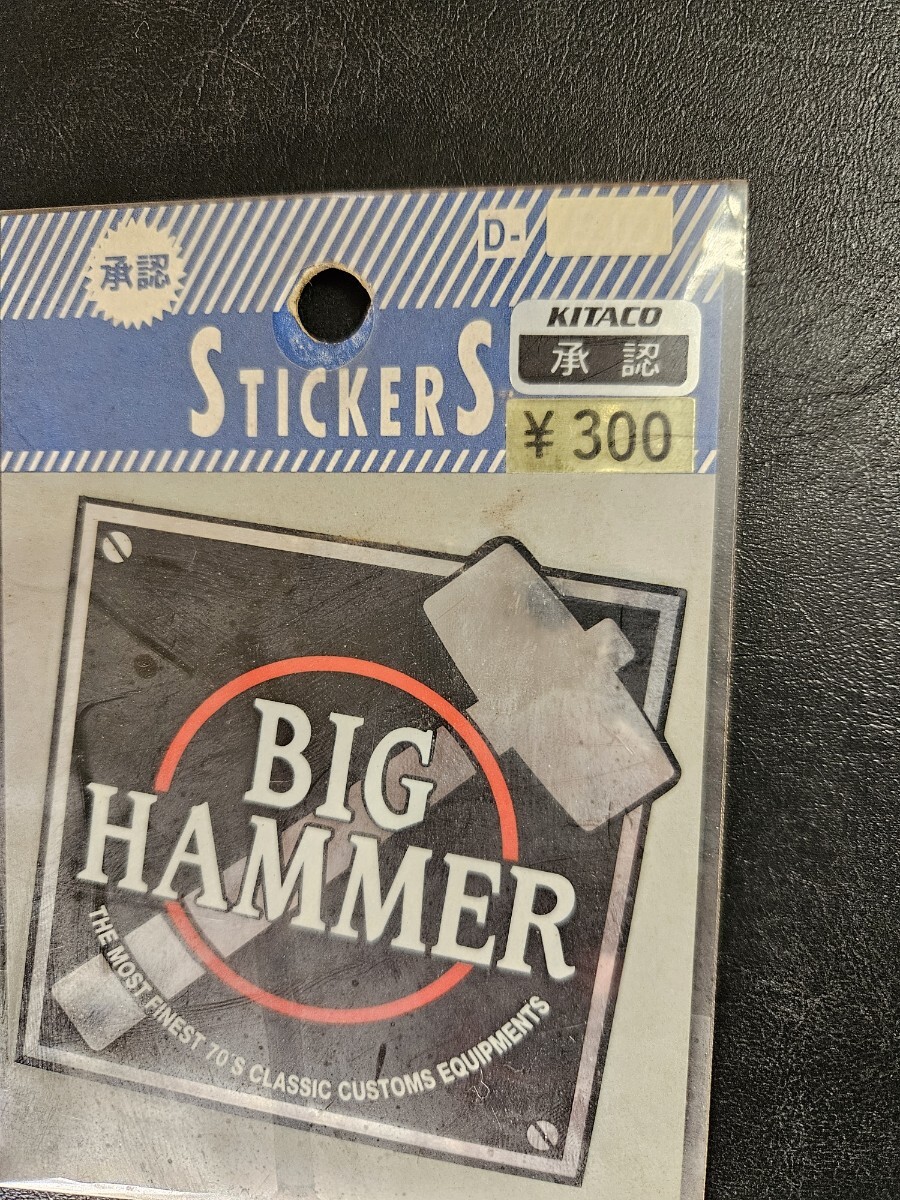 D-
承認
KITACO
承認
STICKERS
¥300
BIG
HAMMER
THE MOST FINEST 70'S CLASSIC CUSTOMS EQUIPMENTS